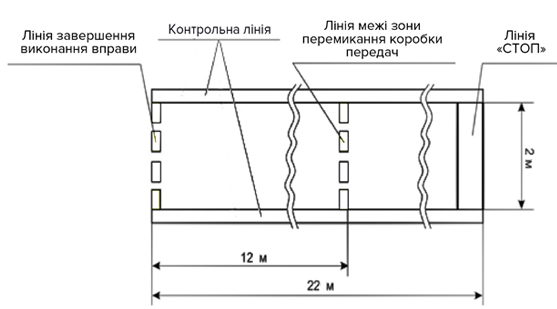 Лінія завершення
виконання вправи
Контрольна лінія
Лінія межі зони
перемикання коробки
передач
Лінія
«СТОП»
2 м
12 м
22 м